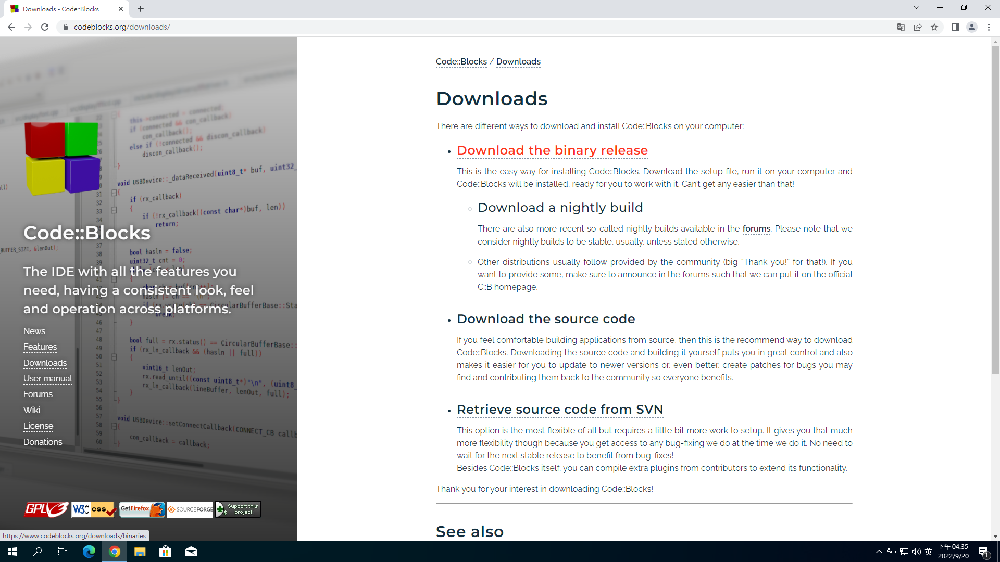 Downloads - Code::Blocks
codeblocks.org/downloads/
Code::Blocks
The IDE with all the features you
need, having a consistent look, feel
and operation across platforms.
News
Features
Downloads
User manual
Forums
Wiki
License
Donations
GPLv3
W3C css
GetFirefox
SOURCEFORGE
Support this
project
https://www.codeblocks.org/downloads/binaries
Code::Blocks / Downloads
Downloads
There are different ways to download and install Code::Blocks on your computer:
Download the binary release
This is the easy way for installing Code::Blocks. Download the setup file, run it on your computer and
Code::Blocks will be installed, ready for you to work with it. Can't get any easier than that!
Download a nightly build
There are also more recent so-called nightly builds available in the forums. Please note that we
consider nightly builds to be stable, usually, unless stated otherwise.
Other distributions usually follow provided by the community (big “Thank you!” for that!). If you
want to provide some, make sure to announce in the forums such that we can put it on the official
C::B homepage.
Download the source code
If you feel comfortable building applications from source, then this is the recommend way to download
Code::Blocks. Downloading the source code and building it yourself puts you in great control and also
makes it easier for you to update to newer versions or, even better, create patches for bugs you may
find and contributing them back to the community so everyone benefits.
Retrieve source code from SVN
This option is the most flexible of all but requires a little bit more work to setup. It gives you that much
more flexibility though because you get access to any bug-fixing we do at the time we do it. No need to
wait for the next stable release to benefit from bug-fixes!
Besides Code::Blocks itself, you can compile extra plugins from contributors to extend its functionality.
Thank you for your interest in downloading Code::Blocks!
See also
英
下午 04:35
2022/9/20
1